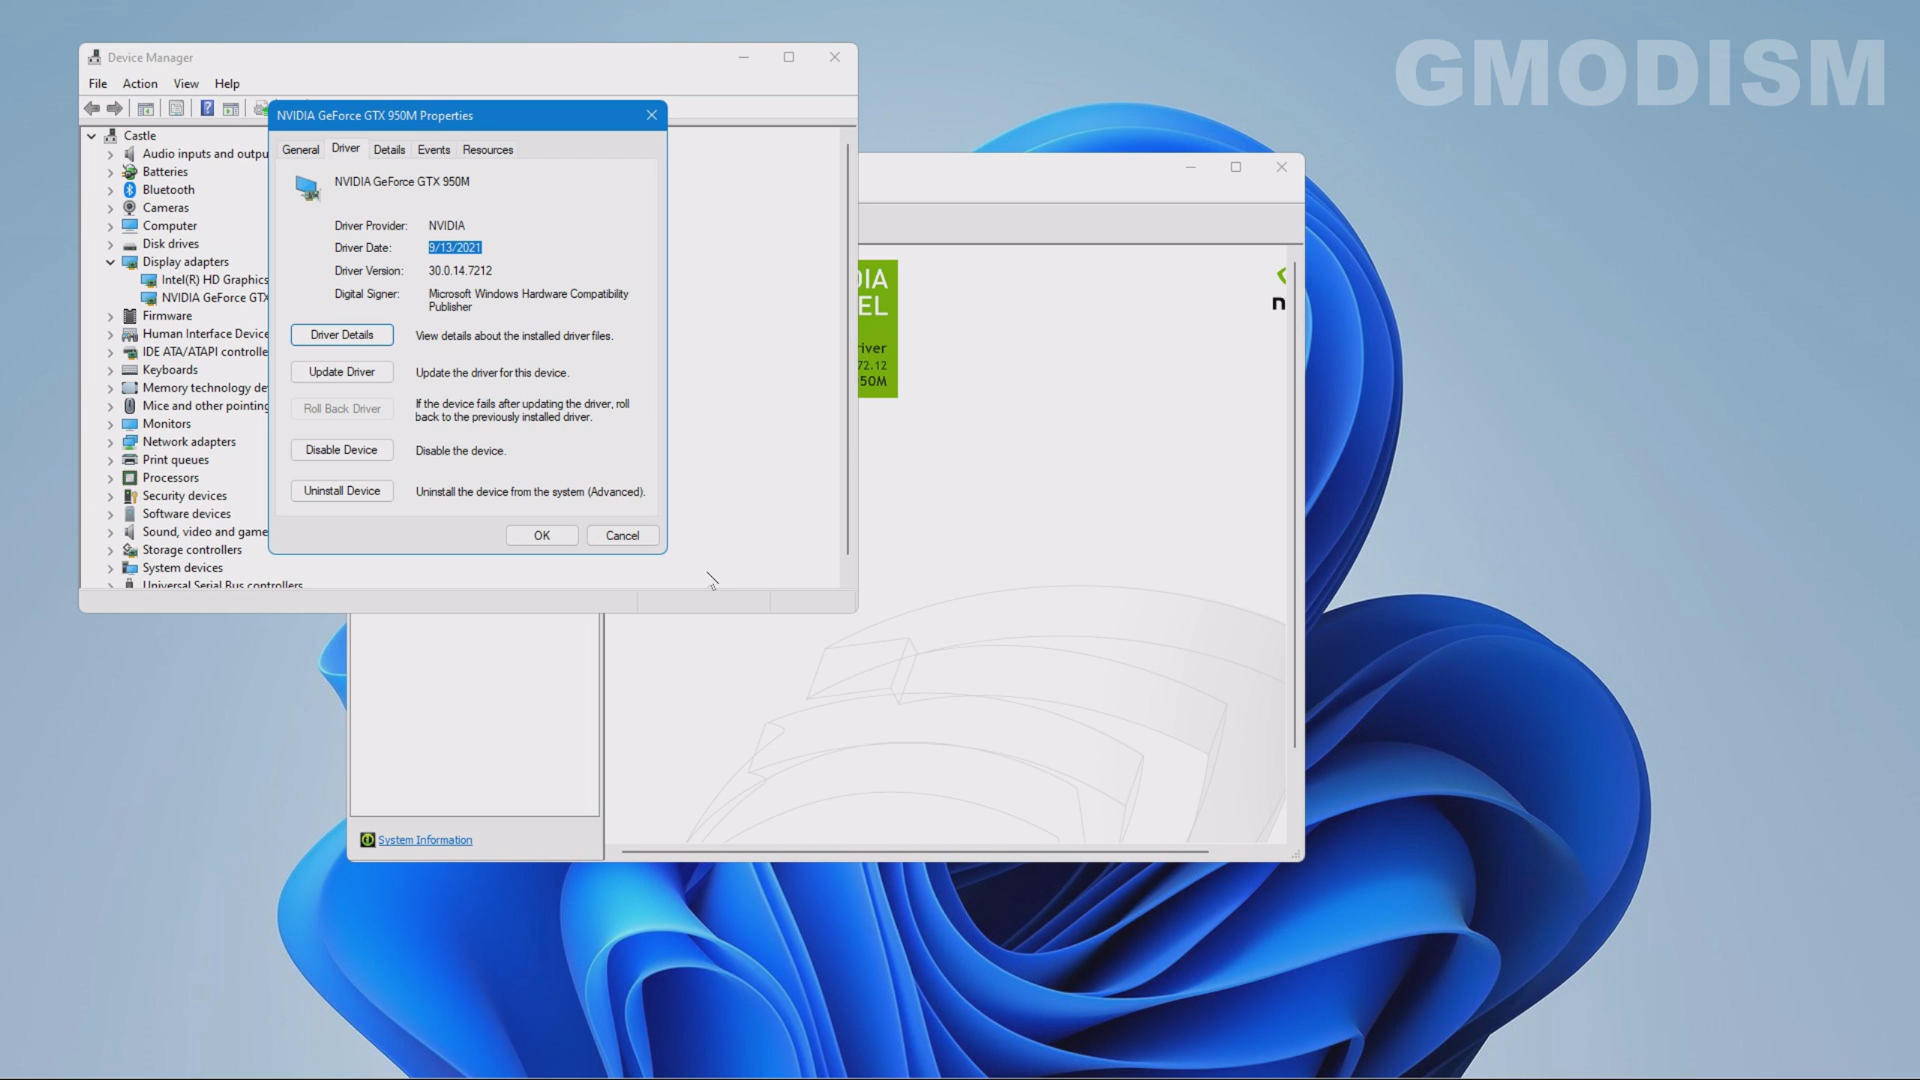 GMODISM
Device Manager
File Action View Help
NVIDIA GeForce GTX 950M Properties
General Driver Details Events Resources
NVIDIA GeForce GTX 950M
Driver Provider: NVIDIA
Driver Date: 9/13/2021
Driver Version: 30.0.14.7212
Digital Signer: Microsoft Windows Hardware Compatibility
Publisher
Driver Details View details about the installed driver files.
Update Driver Update the driver for this device.
Roll Back Driver If the device fails after updating the driver, roll
back to the previously installed driver.
Disable Device Disable the device.
Uninstall Device Uninstall the device from the system (Advanced).
OK Cancel
Castle
Audio inputs and outpu
Batteries
Bluetooth
Cameras
Computer
Disk drives
Display adapters
Intel(R) HD Graphics
NVIDIA GeForce GTX
Firmware
Human Interface Device
IDE ATA/ATAPI controlle
Keyboards
Memory technology de
Mice and other pointing
Monitors
Network adapters
Print queues
Processors
Security devices
Software devices
Sound, video and game
Storage controllers
System devices
Universal Serial Bus controllers
DIA
EL
iver
72.12
50M
n
System Information